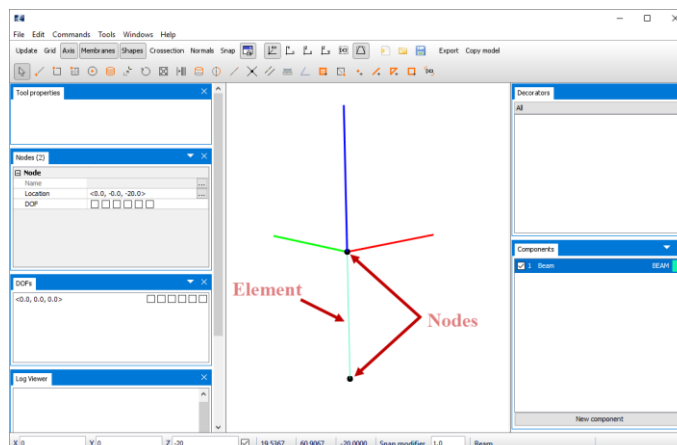 File Edit Commands Tools Windows Help
Update Grid Axis Membranes Shapes Crossection Normals Snap Export Copy model
Tool properties
Nodes (2)
Node
Name
Location <0.0, -0.0, -20.0>
DOF
DOFs
<0.0, 0.0, 0.0>
Log Viewer
Element
Nodes
Decorators
All
Components
1 Beam BEAM
New component
X 0 Y 0 Z -20 19.5367 60.9067 -20.0000 Snap modifier 1.0 Beam